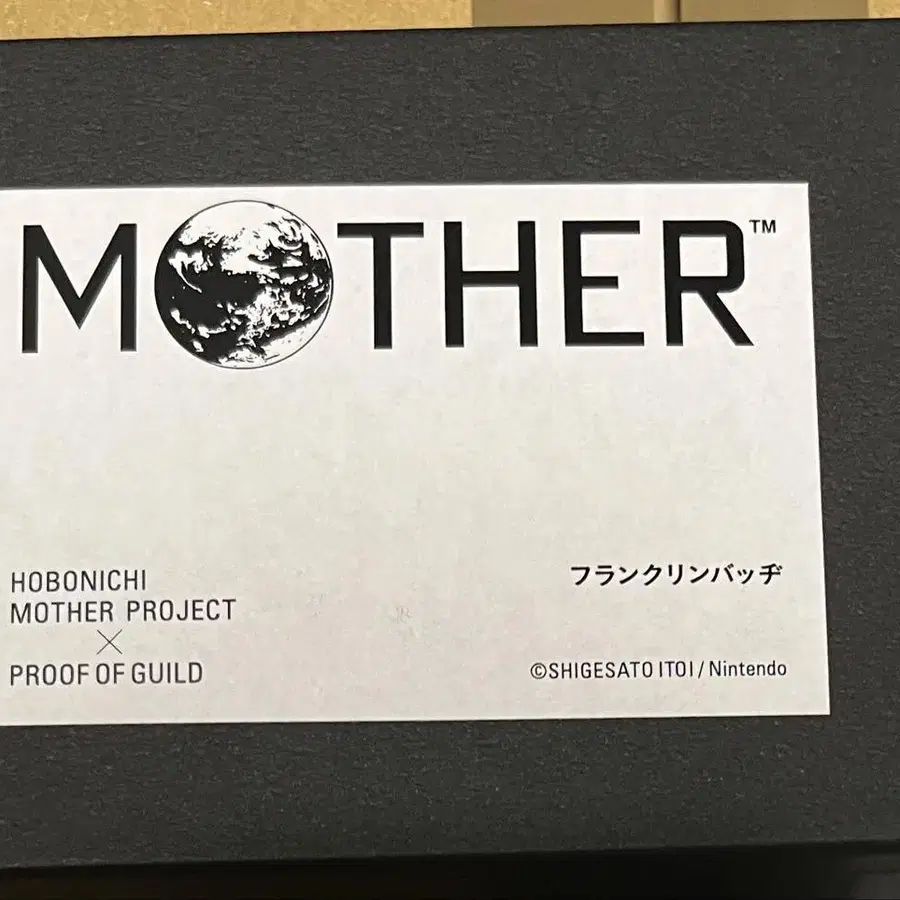 MOTHER™
HOBONICHI
MOTHER PROJECT
×
PROOF OF GUILD
フランクリンバッヂ
©SHIGESATO ITOI / Nintendo